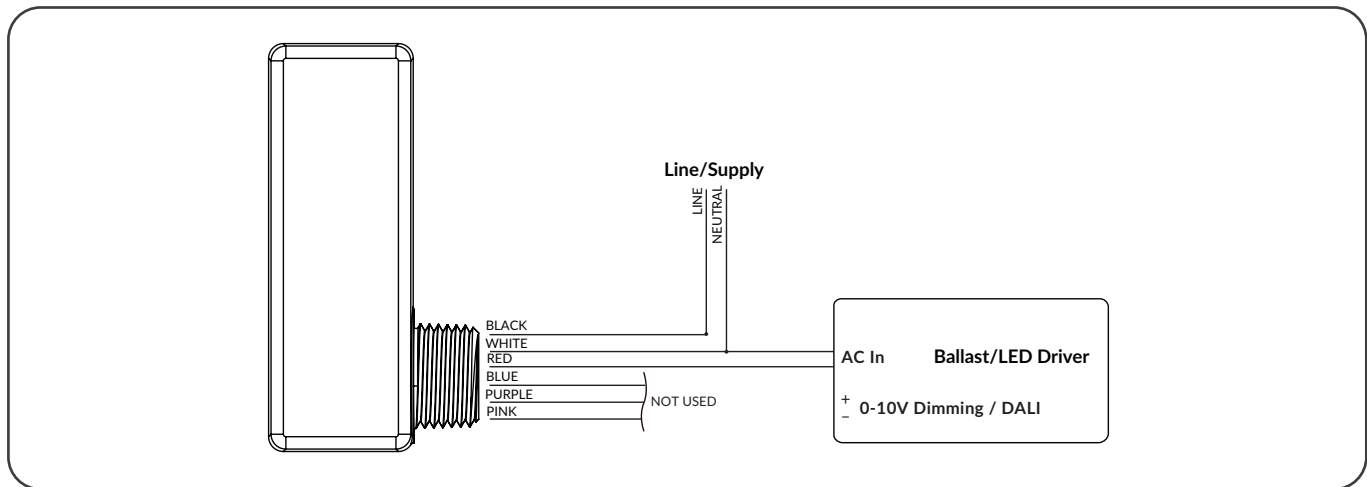 Line/Supply
LINE
NEUTRAL
BLACK
WHITE
RED
BLUE
PURPLE
PINK
NOT USED
AC In Ballast/LED Driver
+
- 0-10V Dimming / DALI